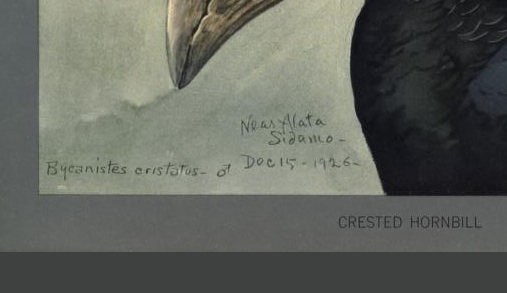 Near Alata
Sidamo -
Bycanistes cristatus - ♂ Dec 15 - 1926 -
CRESTED HORNBILL